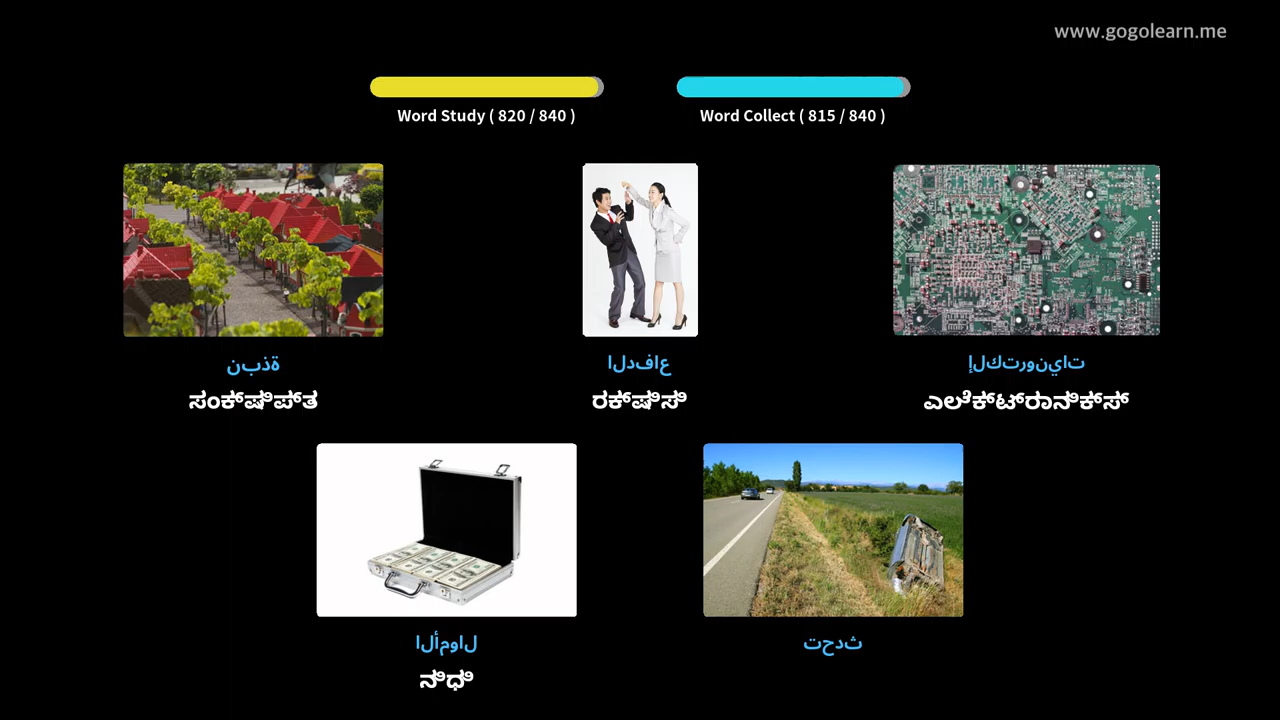 www.gogolearn.me
Word Study ( 820 / 840 )
Word Collect ( 815 / 840 )
نبذة
ಸಂಕ್ಷಿಪ್ತ
الدفاع
ರಕ್ಷಿಸಿ
إلكترونيات
ಎಲೆಕ್ಟ್ರಾನಿಕ್ಸ್
الأموال
ನಿಧಿ
تحدث